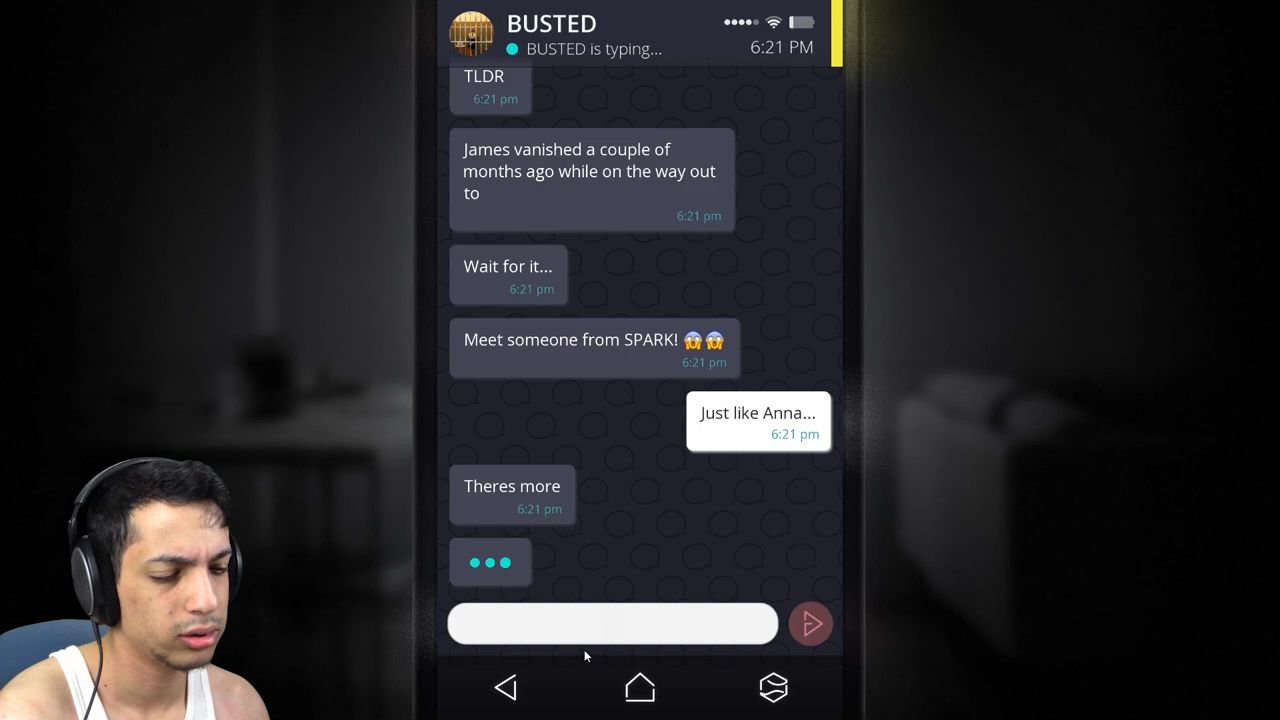 BUSTED
BUSTED is typing...
6:21 PM
TLDR
6:21 pm
James vanished a couple of
months ago while on the way out
to
6:21 pm
Wait for it...
6:21 pm
Meet someone from SPARK! 😱😱
6:21 pm
Just like Anna...
6:21 pm
Theres more
6:21 pm